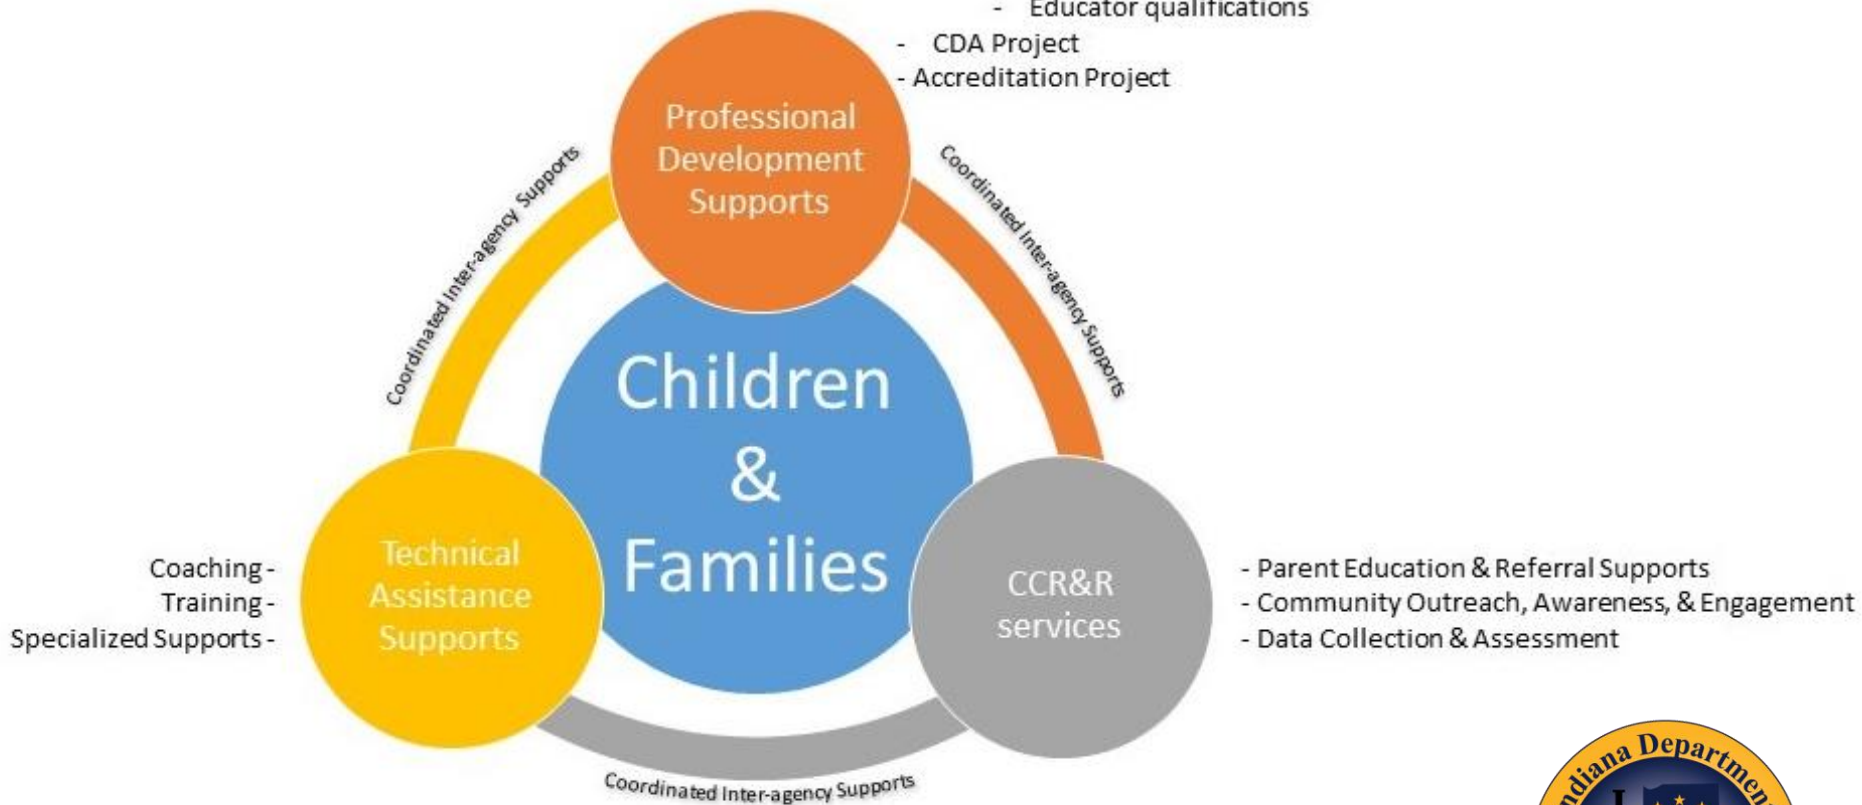 - Educator qualifications
- CDA Project
- Accreditation Project
Professional
Development
Supports
Coordinated Inter-agency Supports
Coordinated Inter-agency Supports
Children
&
Families
Technical
Assistance
Supports
Coaching -
Training -
Specialized Supports -
CCR&R
services
- Parent Education & Referral Supports
- Community Outreach, Awareness, & Engagement
- Data Collection & Assessment
Coordinated Inter-agency Supports